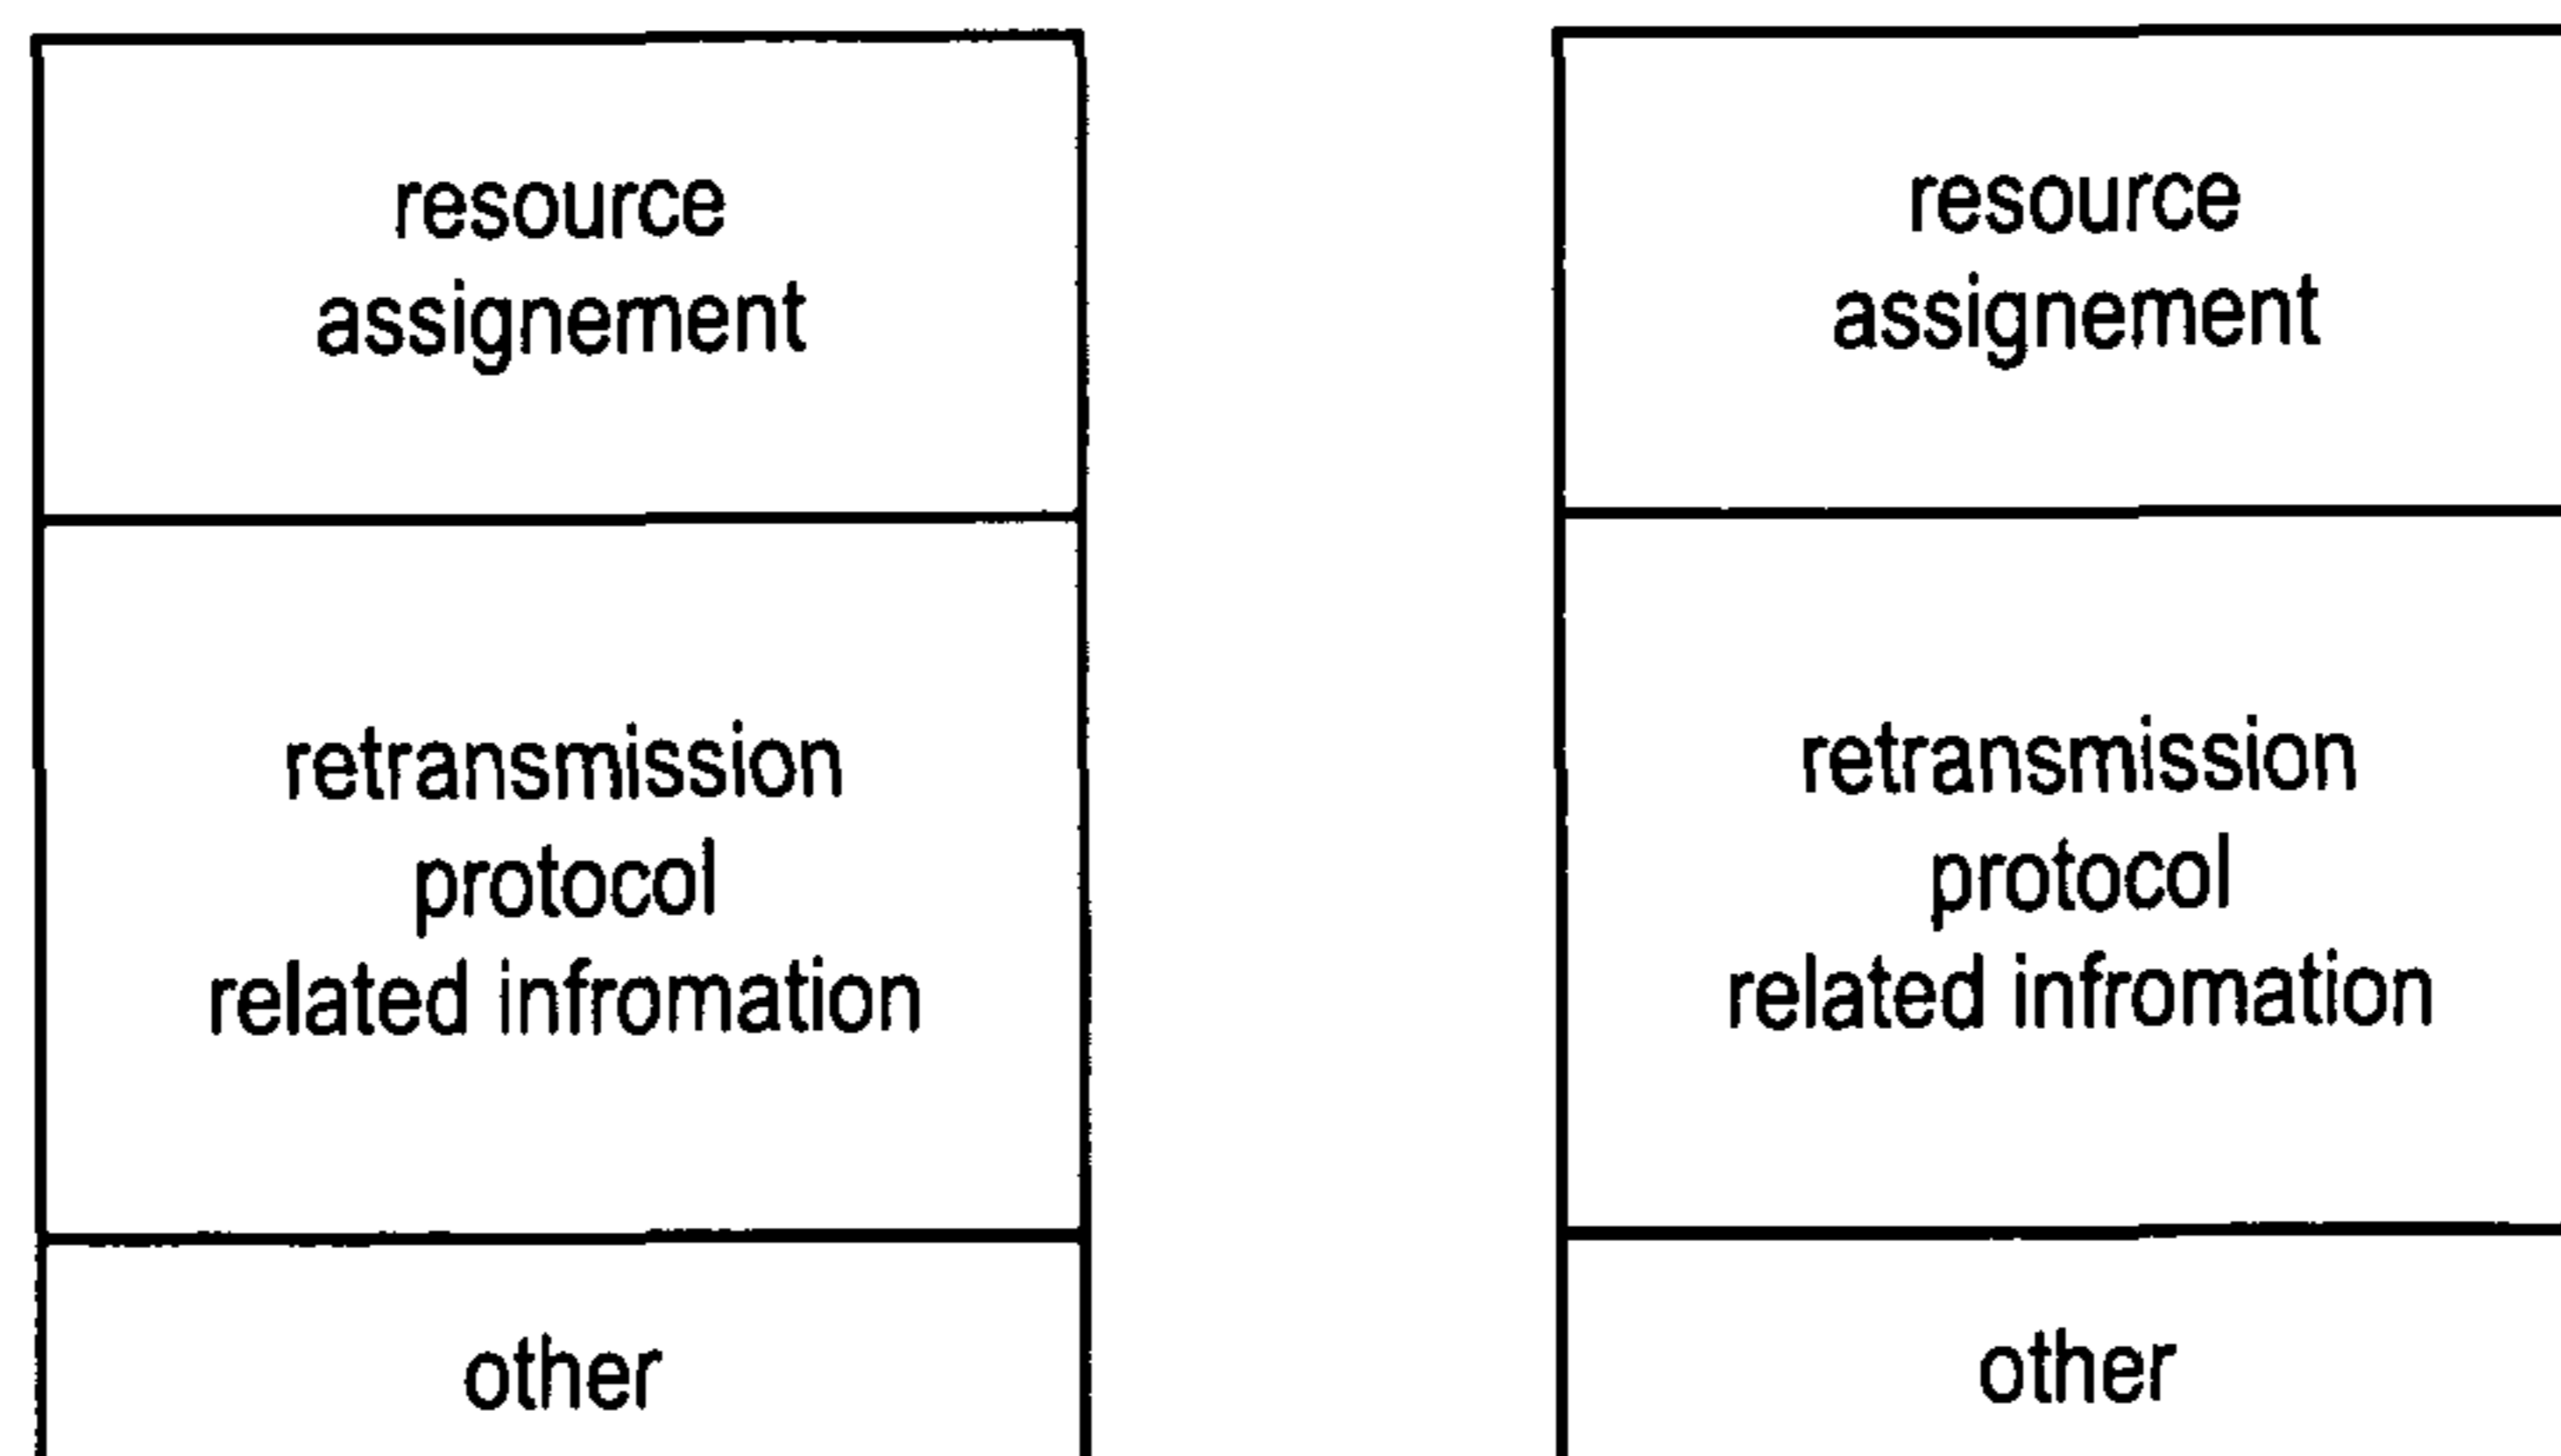 resource
assignement
retransmission
protocol
related infromation
other
resource
assignement
retransmission
protocol
related infromation
other